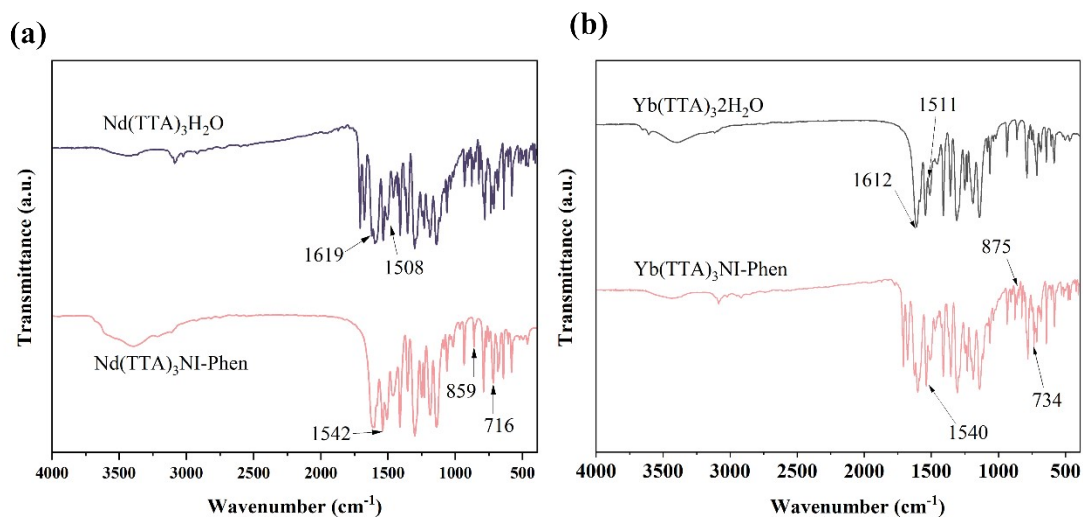 (a)
Nd(TTA)₃H₂O
1619
1508
Nd(TTA)₃NI-Phen
1542
859
716
Transmittance (a.u.)
4000 3500 3000 2500 2000 1500 1000 500
Wavenumber (cm⁻¹)
(b)
Yb(TTA)₃2H₂O
1511
1612
875
Yb(TTA)₃NI-Phen
734
1540
Transmittance (a.u.)
4000 3500 3000 2500 2000 1500 1000 500
Wavenumber (cm⁻¹)